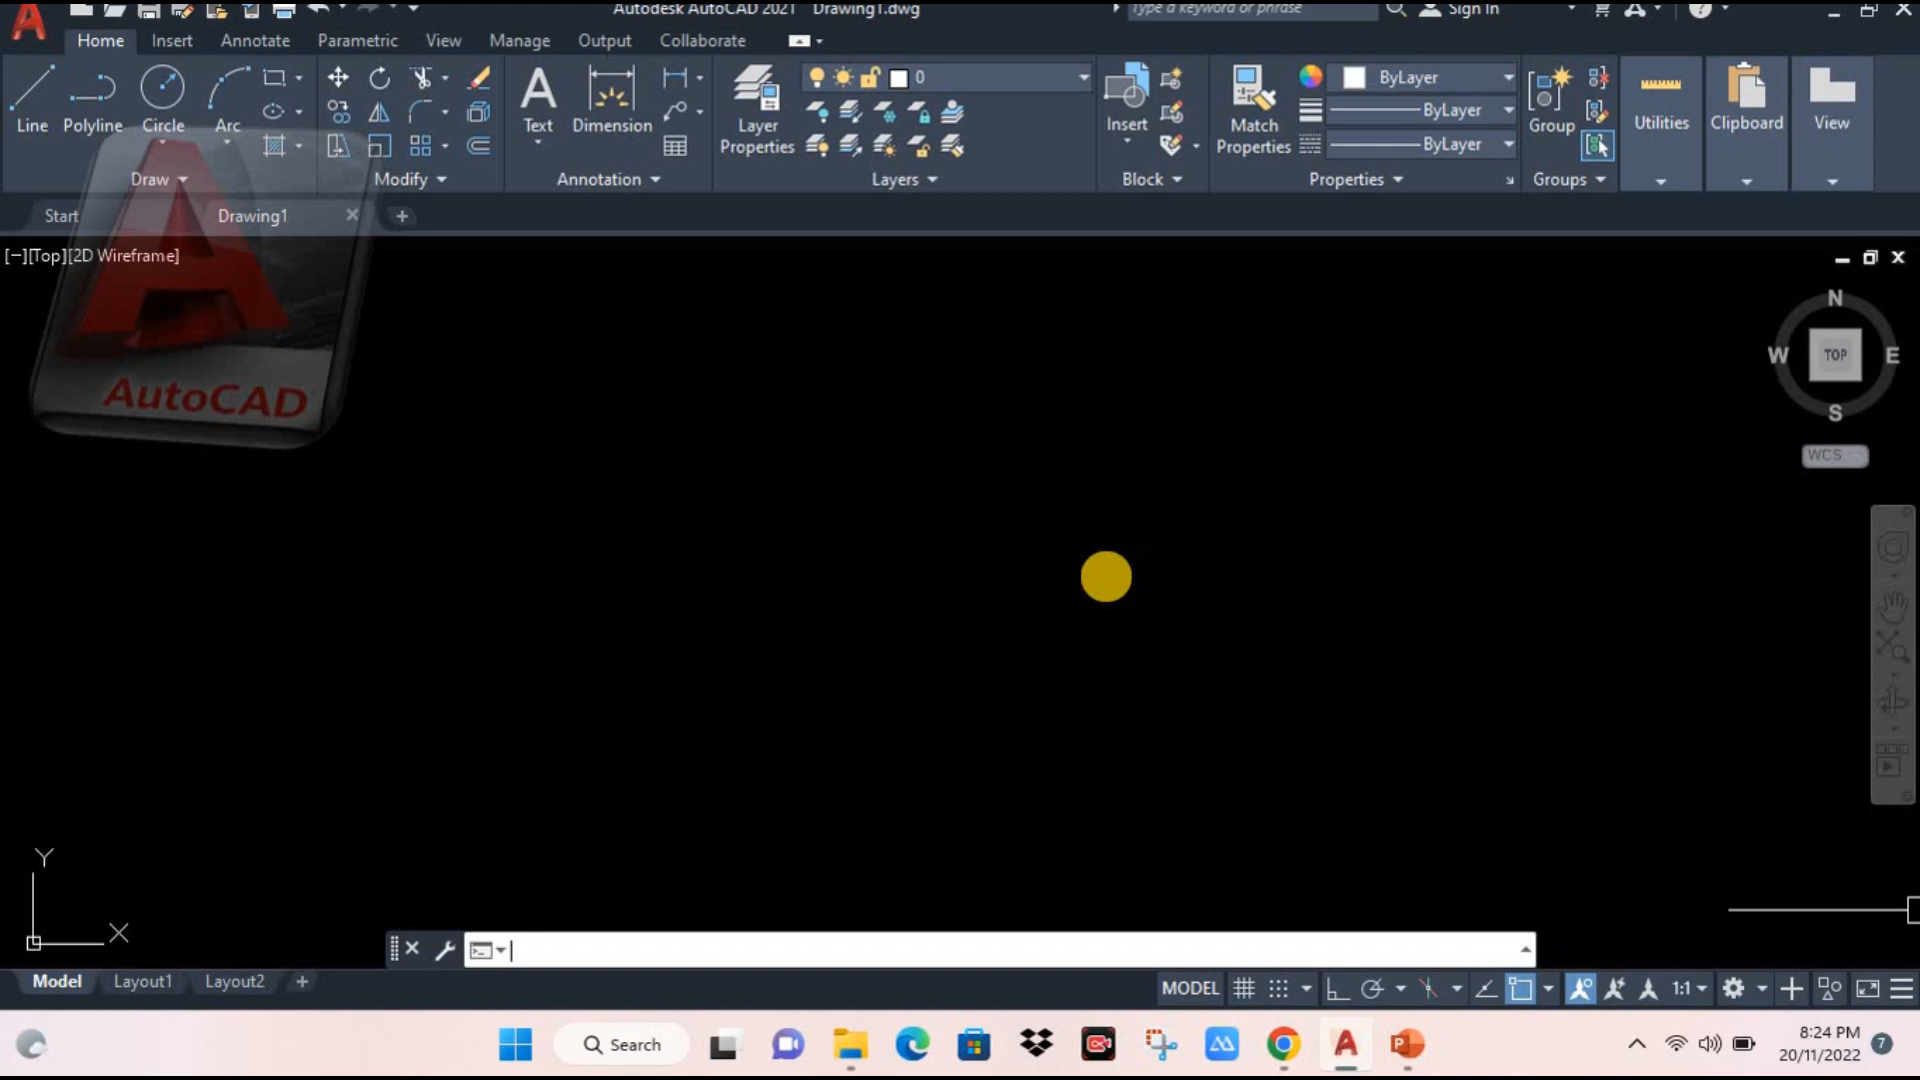 Autodesk AutoCAD 2021 Drawing1.dwg
Type a keyword or phrase
Sign In
Home Insert Annotate Parametric View Manage Output Collaborate
0
ByLayer
Line Polyline Circle Arc
Text Dimension
Layer
Properties
Insert
Match
Properties
ByLayer
ByLayer
Group
Utilities
Clipboard
View
Draw
Modify
Annotation
Layers
Block
Properties
Groups
Start Drawing1
[−][Top][2D Wireframe]
AutoCAD
N
W TOP E
S
WCS
Y
X
Model Layout1 Layout2
MODEL
1:1
Search
8:24 PM
20/11/2022
7